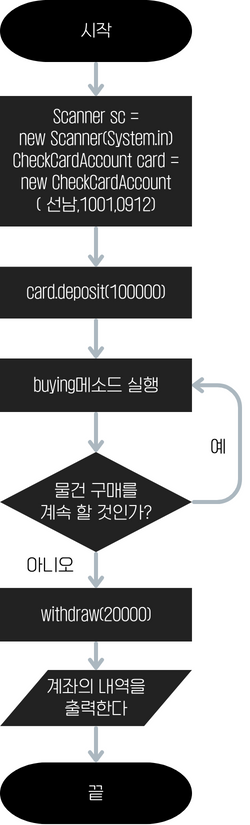 시작
Scanner sc =
new Scanner(System.in)
CheckCardAccount card =
new CheckCardAccount
( 선남,1001,0912)
card.deposit(100000)
buying메소드 실행
예
물건 구매를
계속 할 것인가?
아니오
withdraw(20000)
계좌의 내역을
출력한다
끝